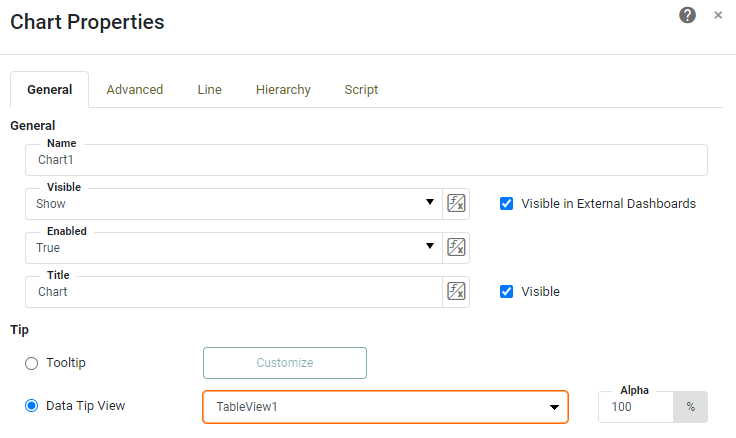 Chart Properties
General Advanced Line Hierarchy Script
General
Name
Chart1
Visible
Show
Visible in External Dashboards
Enabled
True
Title
Chart
Visible
Tip
Tooltip Customize
Data Tip View TableView1
Alpha
100 %